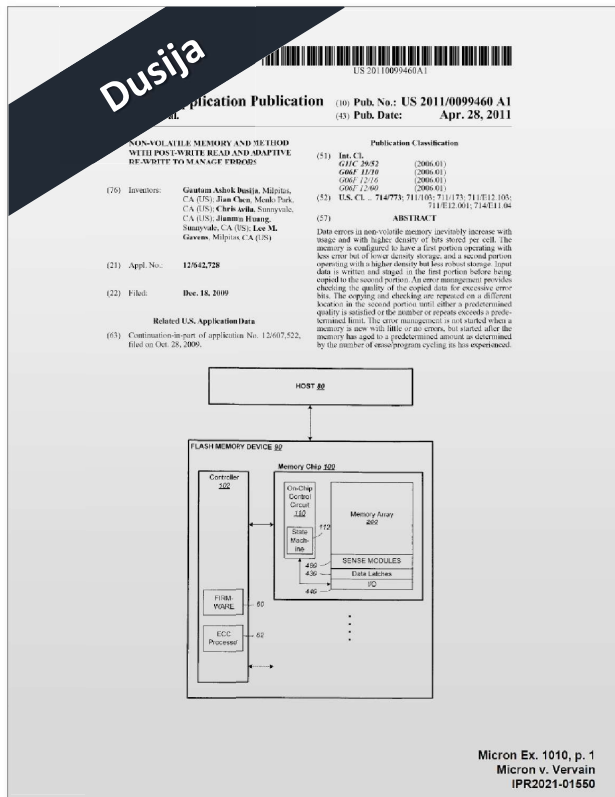 Dusija
US 20110099460A1
plication Publication
al.
(10) Pub. No.: US 2011/0099460 A1
(43) Pub. Date: Apr. 28, 2011
NON-VOLATILE MEMORY AND METHOD
WITH POST-WRITE READ AND ADAPTIVE
RE-WRITE TO MANAGE ERRORS
(76) Inventors: Gautam Ashok Dusija, Milpitas,
CA (US); Jian Chen, Menlo Park,
CA (US); Chris Avila, Sunnyvale,
CA (US); Jianmin Huang,
Sunnyvale, CA (US); Lee M.
Gavens, Milpitas, CA (US)
(21) Appl. No.: 12/642,728
(22) Filed: Dec. 18, 2009
Related U.S. Application Data
(63) Continuation-in-part of application No. 12/607,522,
filed on Oct. 28, 2009.
Publication Classification
(51) Int. Cl.
G11C 29/52 (2006.01)
G06F 11/10 (2006.01)
G06F 12/16 (2006.01)
G06F 12/00 (2006.01)
(52) U.S. Cl. .. 714/773; 711/103; 711/173; 711/E12.103;
711/E12.001; 714/E11.04
(57) ABSTRACT
Data errors in non-volatile memory inevitably increase with
usage and with higher density of bits stored per cell. The
memory is configured to have a first portion operating with
less error but of lower density storage, and a second portion
operating with a higher density but less robust storage. Input
data is written and staged in the first portion before being
copied to the second portion. An error management provides
checking the quality of the copied data for excessive error
bits. The copying and checking are repeated on a different
location in the second portion until either a predetermined
quality is satisfied or the number or repeats exceeds a prede-
termined limit. The error management is not started when a
memory is new with little or no errors, but started after the
memory has aged to a predetermined amount as determined
by the number of erase/program cycling its has experienced.
HOST 80
FLASH MEMORY DEVICE 90
Controller
102
FIRM-
WARE
60
ECC
Processor
62
Memory Chip 100
On-Chip
Control
Circuit
110
State
Mach-
ine
112
Memory Array
200
SENSE MODULES
480
Data Latches
430
I/O
440
Micron Ex. 1010, p. 1
Micron v. Vervain
IPR2021-01550